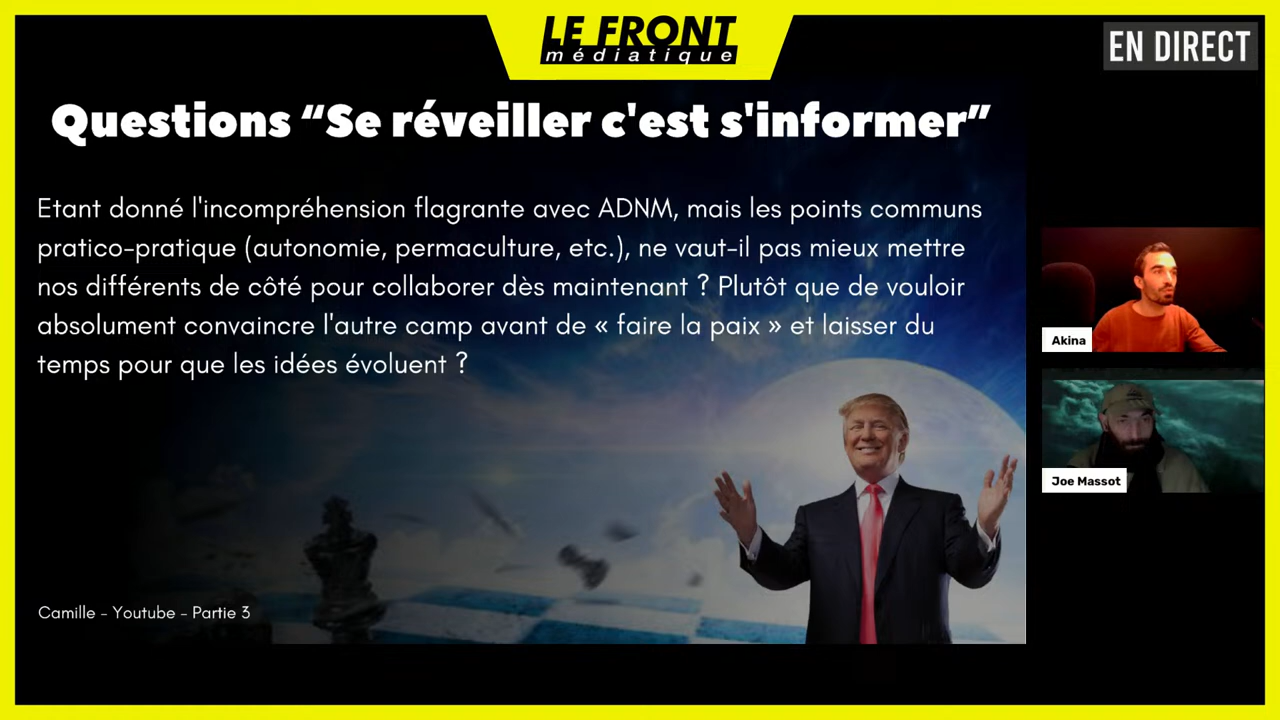 LE FRONT
médiatique
EN DIRECT
Questions “Se réveiller c'est s'informer”
Etant donné l'incompréhension flagrante avec ADNM, mais les points communs
pratico-pratique (autonomie, permaculture, etc.), ne vaut-il pas mieux mettre
nos différents de côté pour collaborer dès maintenant ? Plutôt que de vouloir
absolument convaincre l'autre camp avant de « faire la paix » et laisser du
temps pour que les idées évoluent ?
Akina
Joe Massot
Camille - Youtube - Partie 3